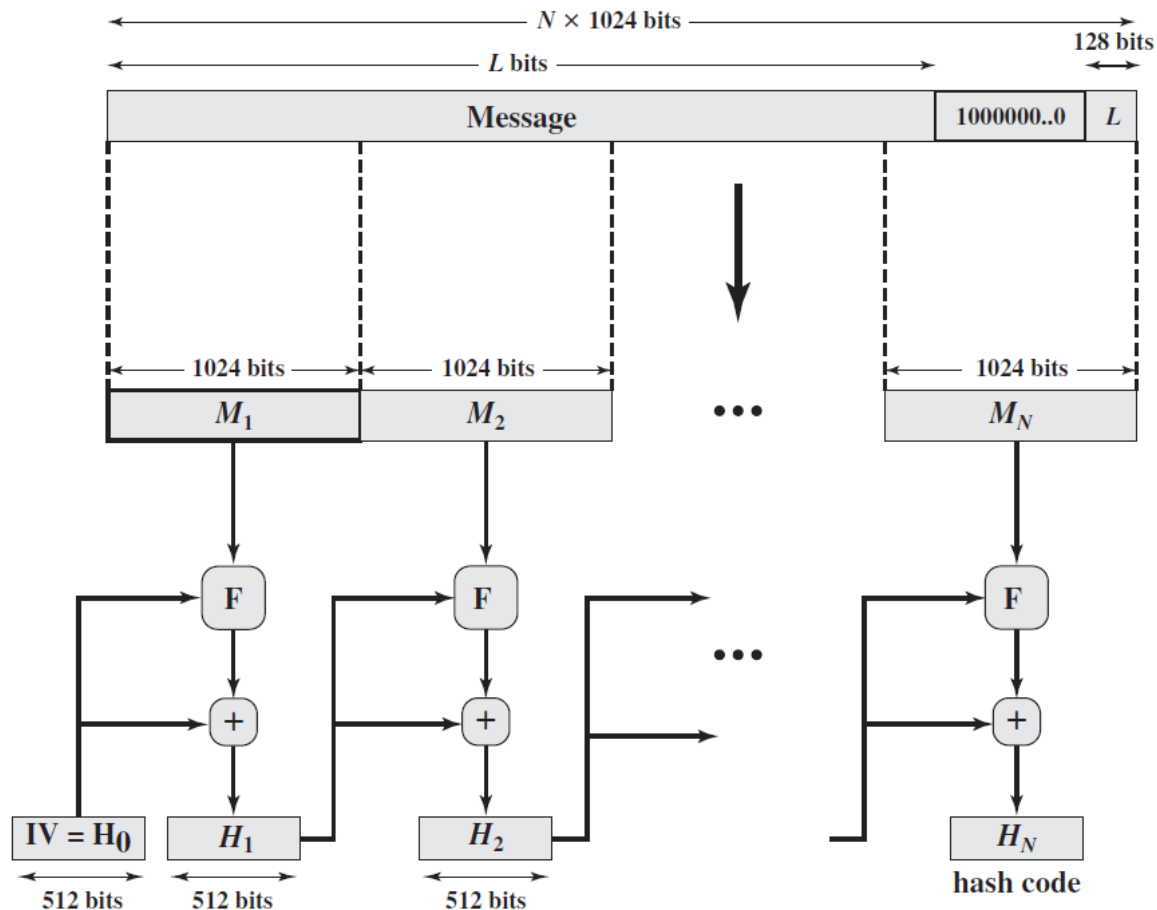 N × 1024 bits
128 bits
L bits
Message 1000000..0 L
1024 bits 1024 bits 1024 bits
M1 M2 ••• MN
F F F
•••
+ + +
IV = H0 H1 H2 HN
hash code
512 bits 512 bits 512 bits